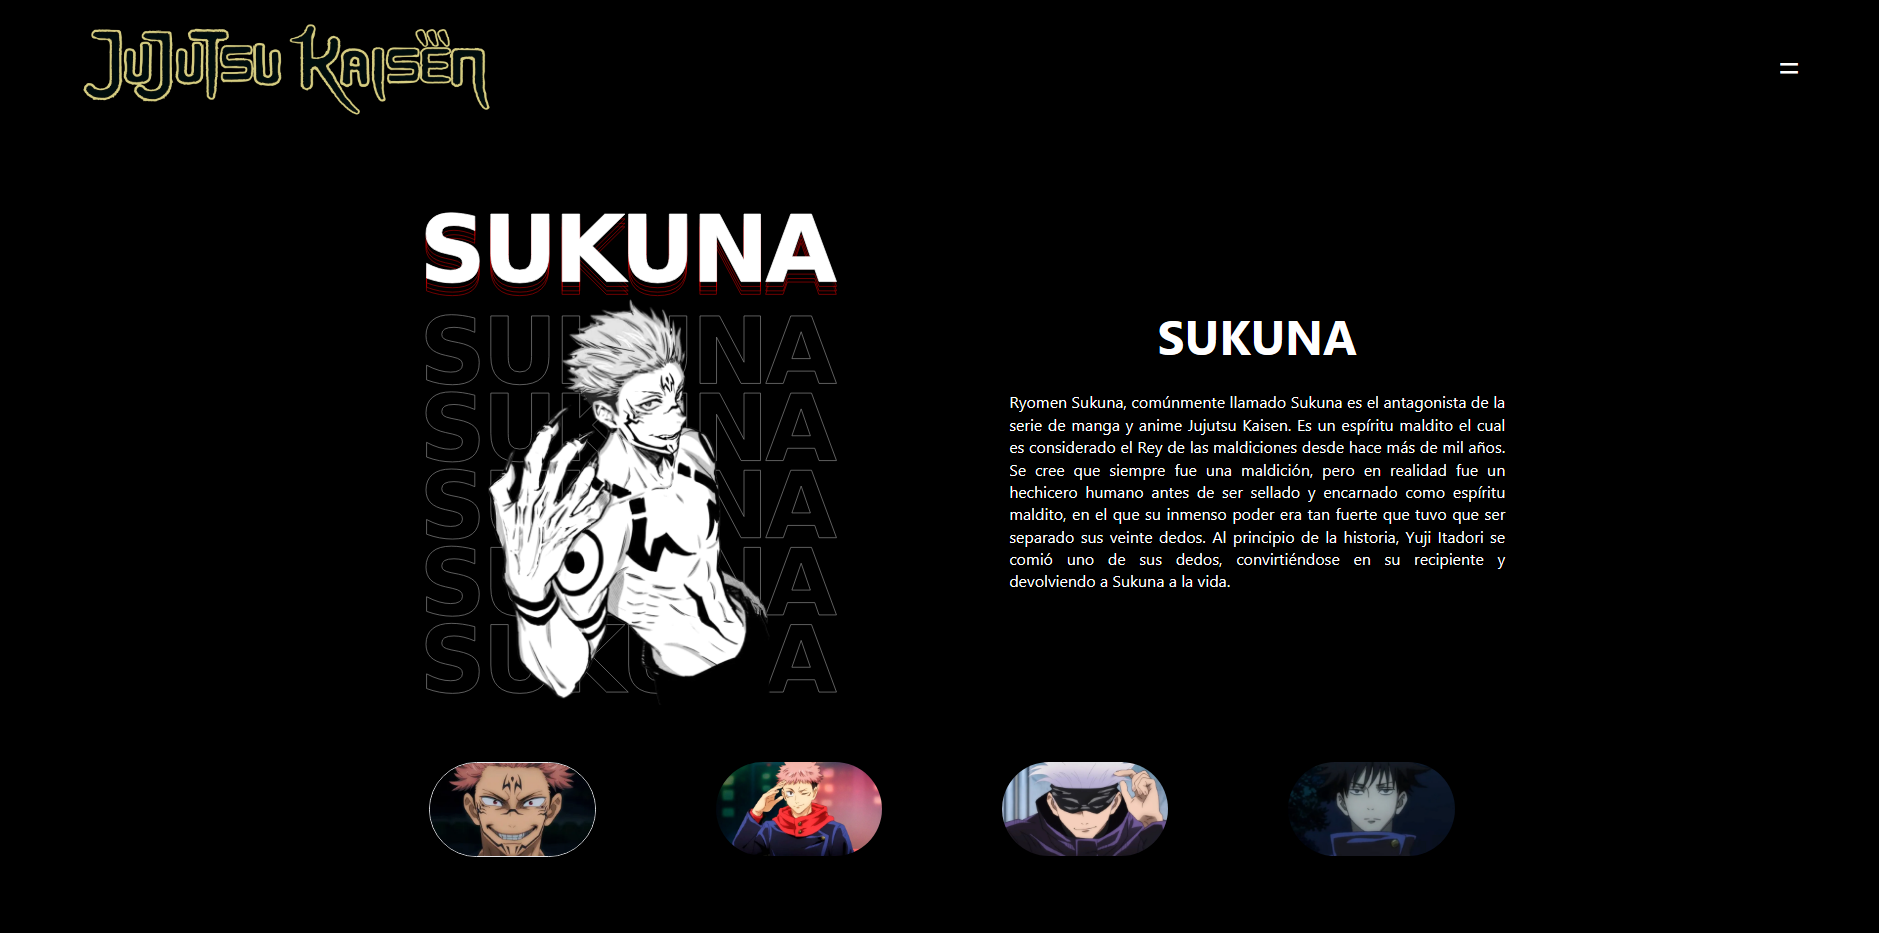 JUJUTSU KAISEN
SUKUNA
SUKUNA
SUKUNA
SUKUNA
SUKUNA
SUKUNA
SUKUNA
Ryomen Sukuna, comúnmente llamado Sukuna es el antagonista de la
serie de manga y anime Jujutsu Kaisen. Es un espíritu maldito el cual
es considerado el Rey de las maldiciones desde hace más de mil años.
Se cree que siempre fue una maldición, pero en realidad fue un
hechicero humano antes de ser sellado y encarnado como espíritu
maldito, en el que su inmenso poder era tan fuerte que tuvo que ser
separado sus veinte dedos. Al principio de la historia, Yuji Itadori se
comió uno de sus dedos, convirtiéndose en su recipiente y
devolviendo a Sukuna a la vida.